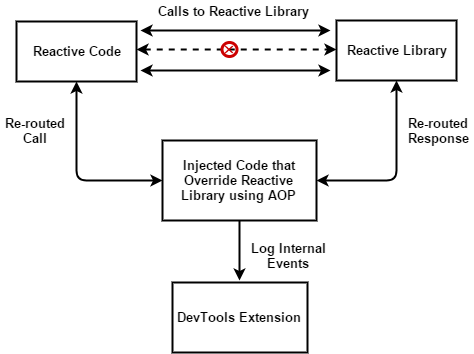 Calls to Reactive Library
Reactive Code
Reactive Library
Re-routed
Call
Re-routed
Response
Injected Code that
Override Reactive
Library using AOP
Log Internal
Events
DevTools Extension